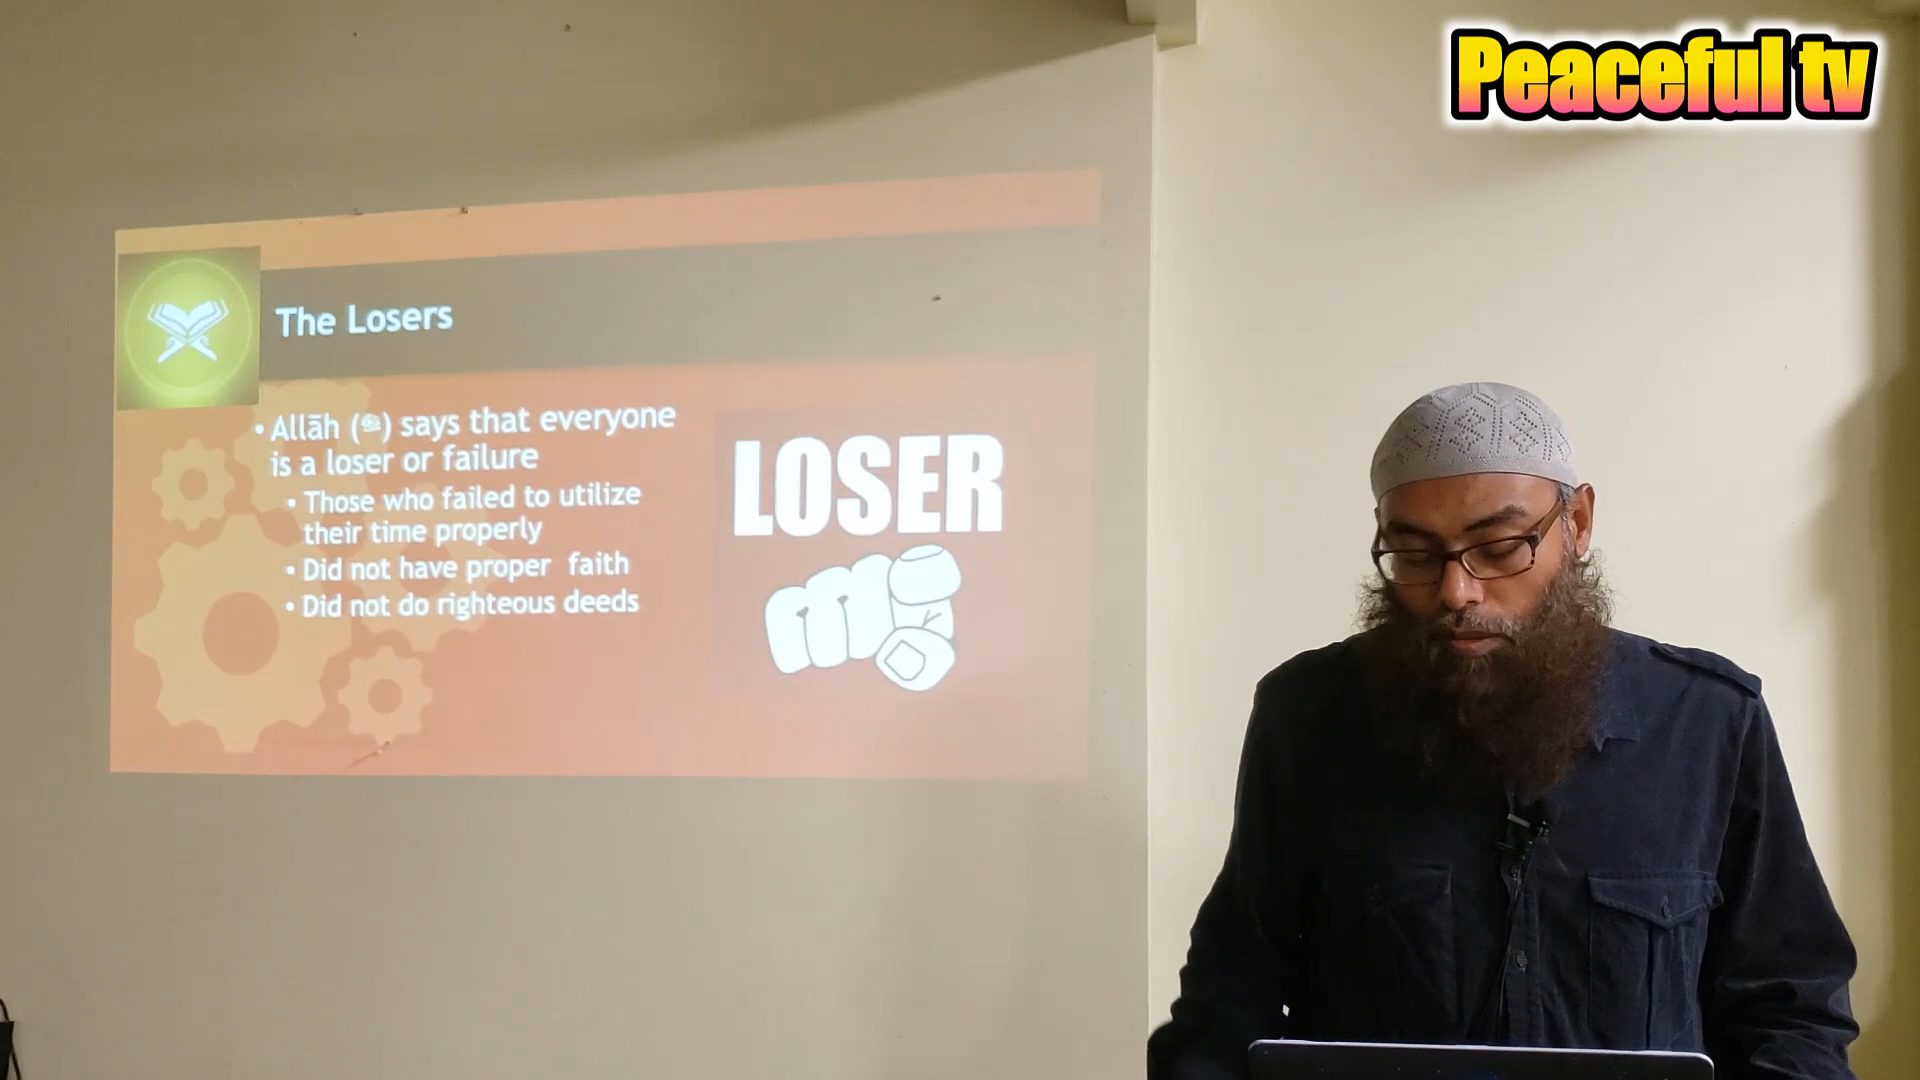 Peaceful tv
The Losers
• Allāh (ﷻ) says that everyone
is a loser or failure
• Those who failed to utilize
their time properly
• Did not have proper faith
• Did not do righteous deeds
LOSER